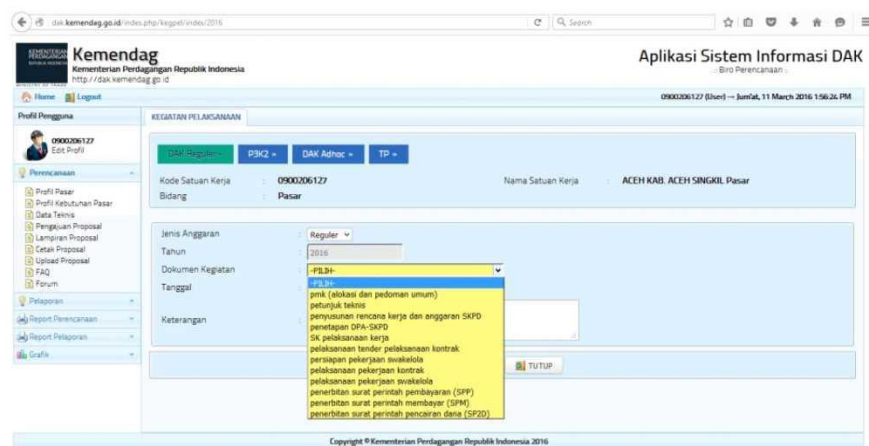 dak.kemendag.go.id/index.php/kegpel/index/2016
Search
KEMENTERIAN
PERDAGANGAN
Kemendag
Kementerian Perdagangan Republik Indonesia
http://dak.kemendag.go.id
Aplikasi Sistem Informasi DAK
.: Biro Perencanaan :.
Home Logout
0900206127 (User) — Jum'at, 11 March 2016 1:56:24 PM
Profil Pengguna
0900206127
Edit Profil
Perencanaan
Profil Pasar
Profil Kebutunan Pasar
Data Teknis
Pengajuan Proposal
Lampiran Proposal
Cetak Proposal
Upload Proposal
FAQ
Forum
Pelaporan
Report Perencanaan
Report Pelaporan
Grafik
KEGIATAN PELAKSANAAN
DAK Reguler » P3K2 » DAK Adhoc » TP »
Kode Satuan Kerja : 0900206127 Nama Satuan Kerja : ACEH KAB. ACEH SINGKIL Pasar
Bidang : Pasar
Jenis Anggaran : Reguler
Tahun : 2016
Dokumen Kegiatan : -PILIH-
Tanggal :
Keterangan :
-PILIH-
pmk (alokasi dan pedoman umum)
petunjuk teknis
penyusunan rencana kerja dan anggaran SKPD
penetapan DPA-SKPD
SK pelaksanaan kerja
pelaksanaan tender pelaksanaan kontrak
persiapan pekerjaan swakelola
pelaksanaan pekerjaan kontrak
pelaksanaan pekerjaan swakelola
penerbitan surat perintah pembayaran (SPP)
penerbitan surat perintah membayar (SPM)
penerbitan surat perintah pencairan dana (SP2D)
TUTUP
Copyright © Kementerian Perdagangan Republik Indonesia 2016